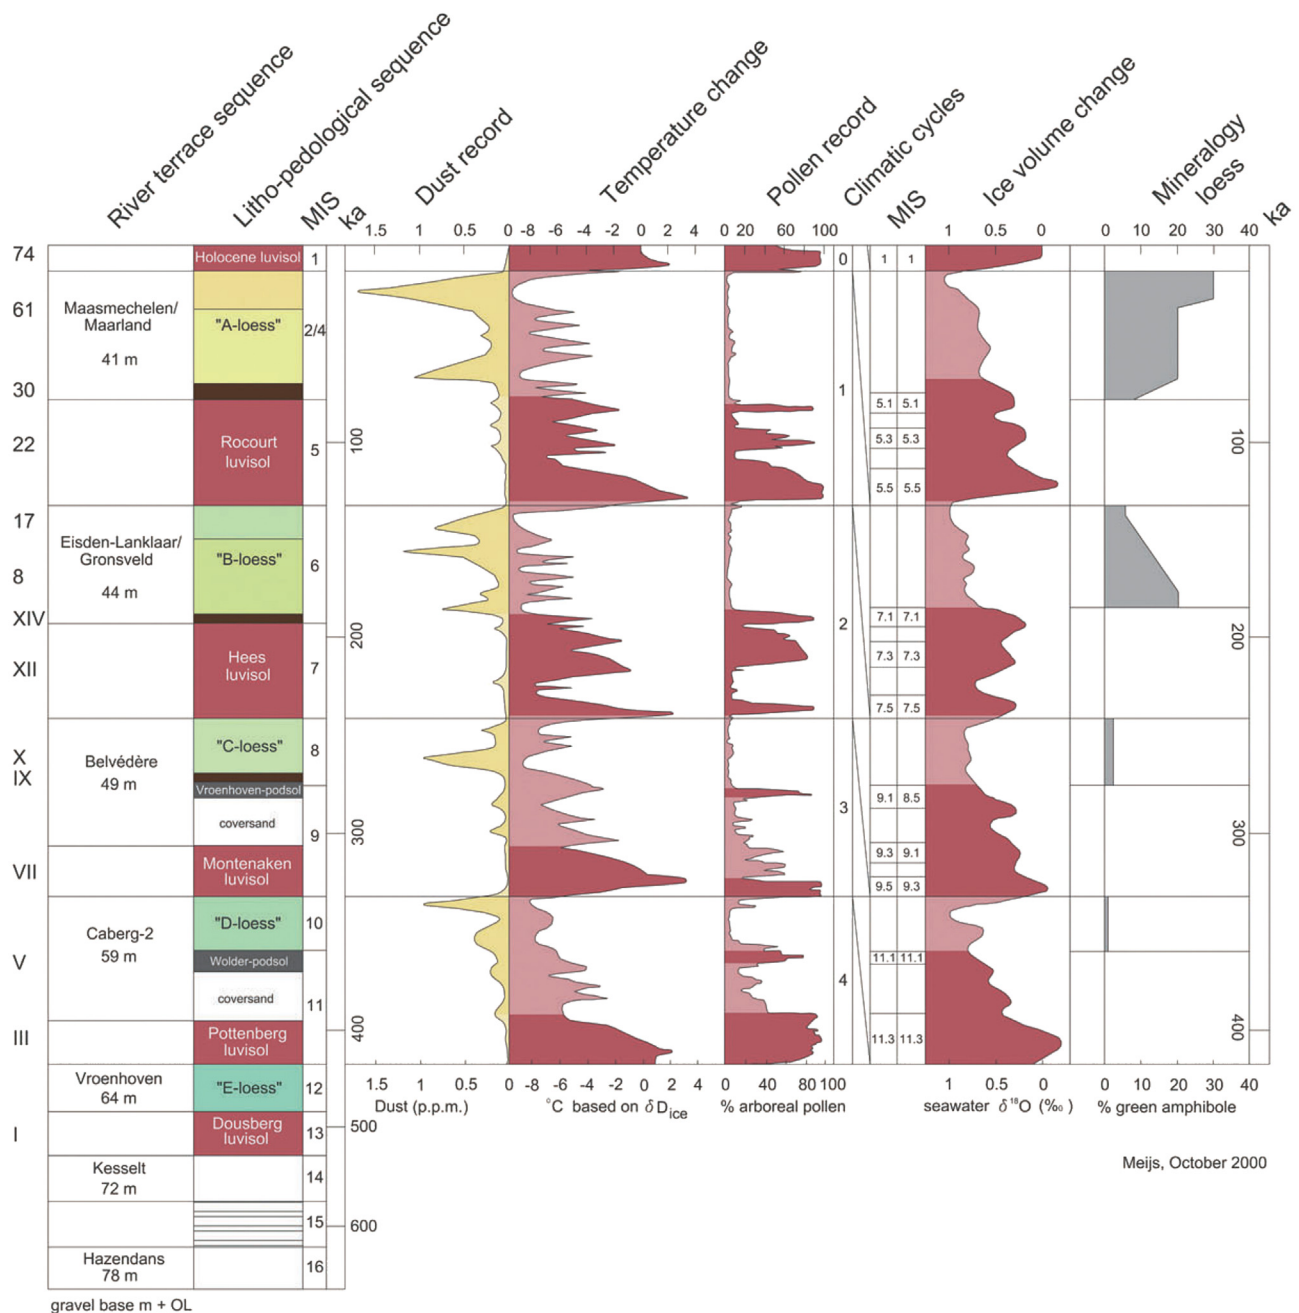 River terrace sequence
Litho-pedological sequence
MIS
ka
Dust record
Temperature change
Pollen record
Climatic cycles
MIS
Ice volume change
Mineralogy
loess
ka
1.5 1 0.5 0 -8 -6 -4 -2 0 2 4 0 20 60 100 1 0.5 0 0 10 20 30 40
74
61
30
22
17
8
XIV
XII
X
IX
VII
V
III
I
Maasmechelen/
Maarland
41 m
Eisden-Lanklaar/
Gronsveld
44 m
Belvédère
49 m
Caberg-2
59 m
Vroenhoven
64 m
Kesselt
72 m
Hazendans
78 m
gravel base m + OL
Holocene luvisol
"A-loess"
Rocourt
luvisol
"B-loess"
Hees
luvisol
"C-loess"
Vroenhoven-podsol
coversand
Montenaken
luvisol
"D-loess"
Wolder-podsol
coversand
Pottenberg
luvisol
"E-loess"
Dousberg
luvisol
1
2/4
5
6
7
8
9
10
11
12
13
14
15
16
100
200
300
400
500
600
0
1
2
3
4
1 1
5.1 5.1
5.3 5.3
5.5 5.5
7.1 7.1
7.3 7.3
7.5 7.5
9.1 8.5
9.3 9.1
9.5 9.3
11.1 11.1
11.3 11.3
100
200
300
400
1.5 1 0.5 0 -8 -6 -4 -2 0 2 4 0 40 80 100 1 0.5 0 0 10 20 30 40
Dust (p.p.m.)
°C based on δ Dice
% arboreal pollen
seawater δ 18O (‰)
% green amphibole
Meijs, October 2000